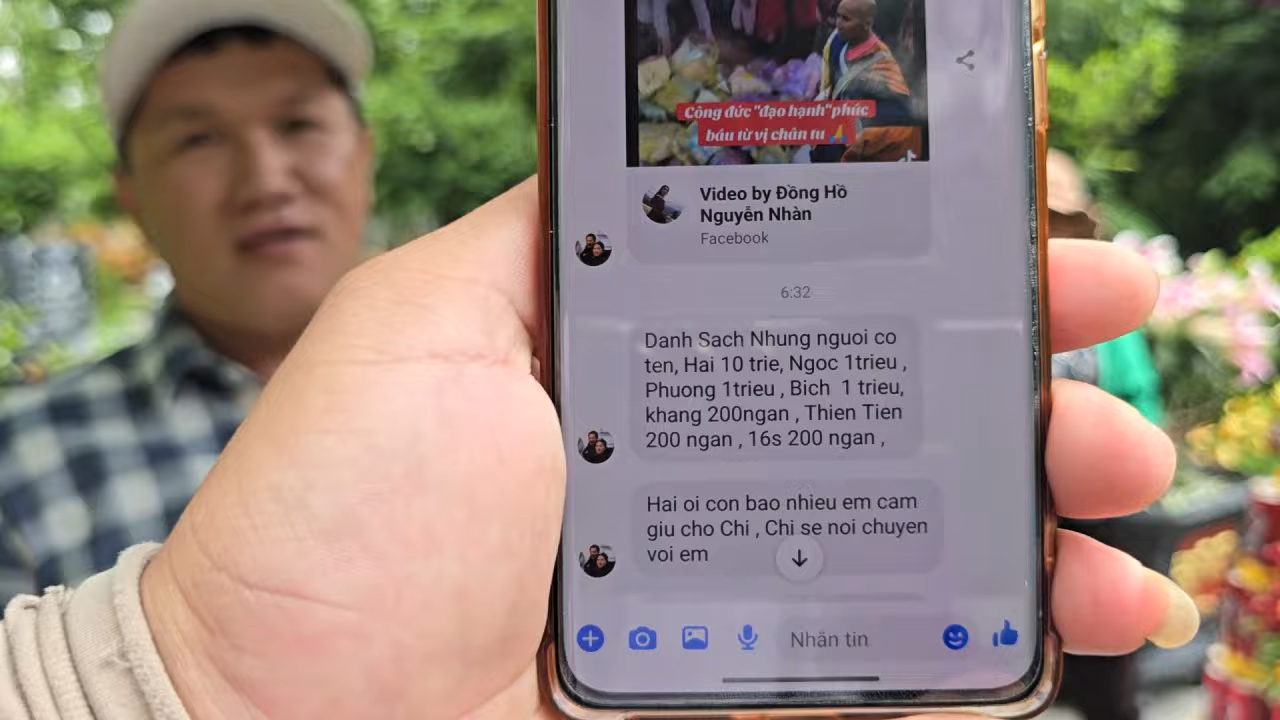 Công đức "đạo hạnh"phúc
báu từ vị chân tu 🙏
Video by Đồng Hồ
Nguyễn Nhàn
Facebook
6:32
Danh Sach Nhung nguoi co
ten, Hai 10 trie, Ngoc 1trieu ,
Phuong 1trieu , Bich 1 trieu,
khang 200ngan , Thien Tien
200 ngan , 16s 200 ngan ,
Hai oi con bao nhieu em cam
giu cho Chi , Chi se noi chuyen
voi em
Nhắn tin